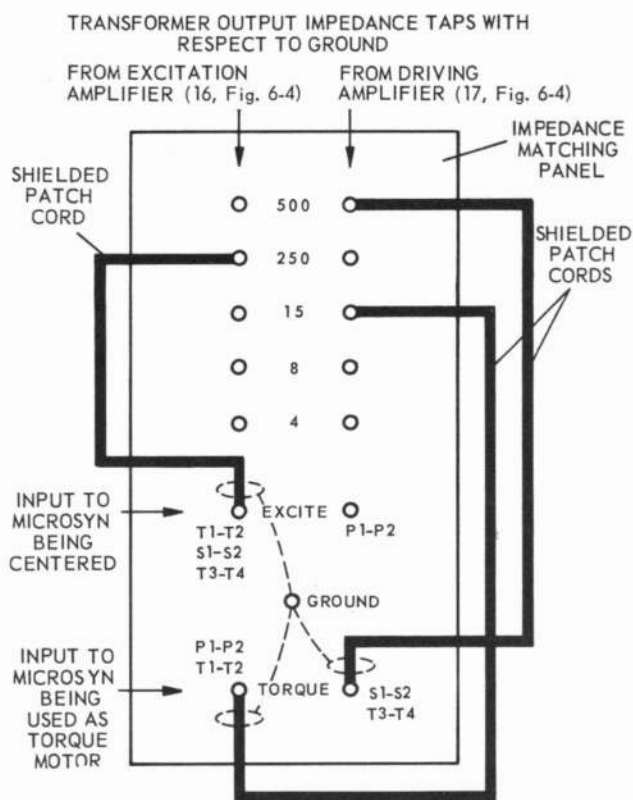 TRANSFORMER OUTPUT IMPEDANCE TAPS WITH
RESPECT TO GROUND
FROM EXCITATION
AMPLIFIER (16, Fig. 6-4)
FROM DRIVING
AMPLIFIER (17, Fig. 6-4)
IMPEDANCE
MATCHING
PANEL
SHIELDED
PATCH
CORD
500
250
15
8
4
SHIELDED
PATCH
CORDS
INPUT TO
MICROSYN
BEING
CENTERED
EXCITE
T1-T2
S1-S2
T3-T4
P1-P2
GROUND
P1-P2
T1-T2
INPUT TO
MICROSYN
BEING
USED AS
TORQUE
MOTOR
TORQUE
S1-S2
T3-T4